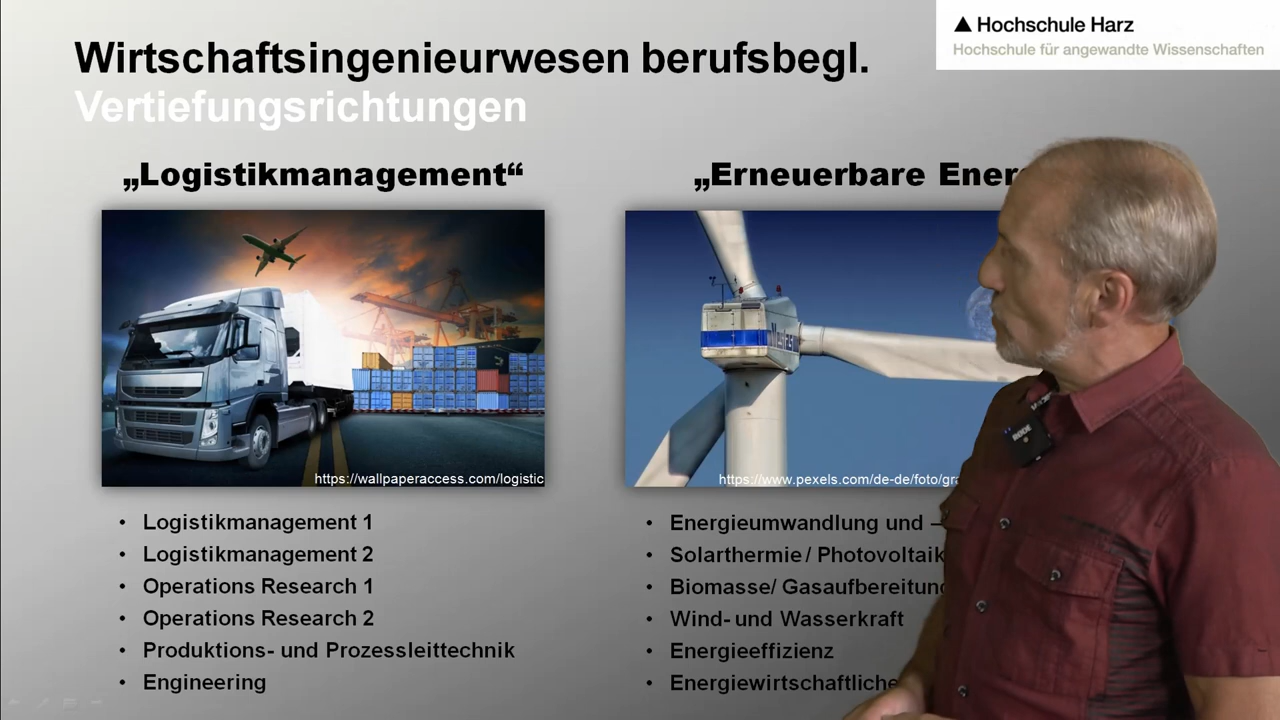 Wirtschaftsingenieurwesen berufsbegl.
Vertiefungsrichtungen
▲ Hochschule Harz
Hochschule für angewandte Wissenschaften
„Logistikmanagement“
https://wallpaperaccess.com/logistic
• Logistikmanagement 1
• Logistikmanagement 2
• Operations Research 1
• Operations Research 2
• Produktions- und Prozessleittechnik
• Engineering
„Erneuerbare
https://www.pexels.com/de-de/foto/
• Energieumwandlung und –
• Solarthermie / Photovoltaik
• Biomasse/ Gasaufbereitung
• Wind- und Wasserkraft
• Energieeffizienz
• Energiewirtschaftliche
RODE